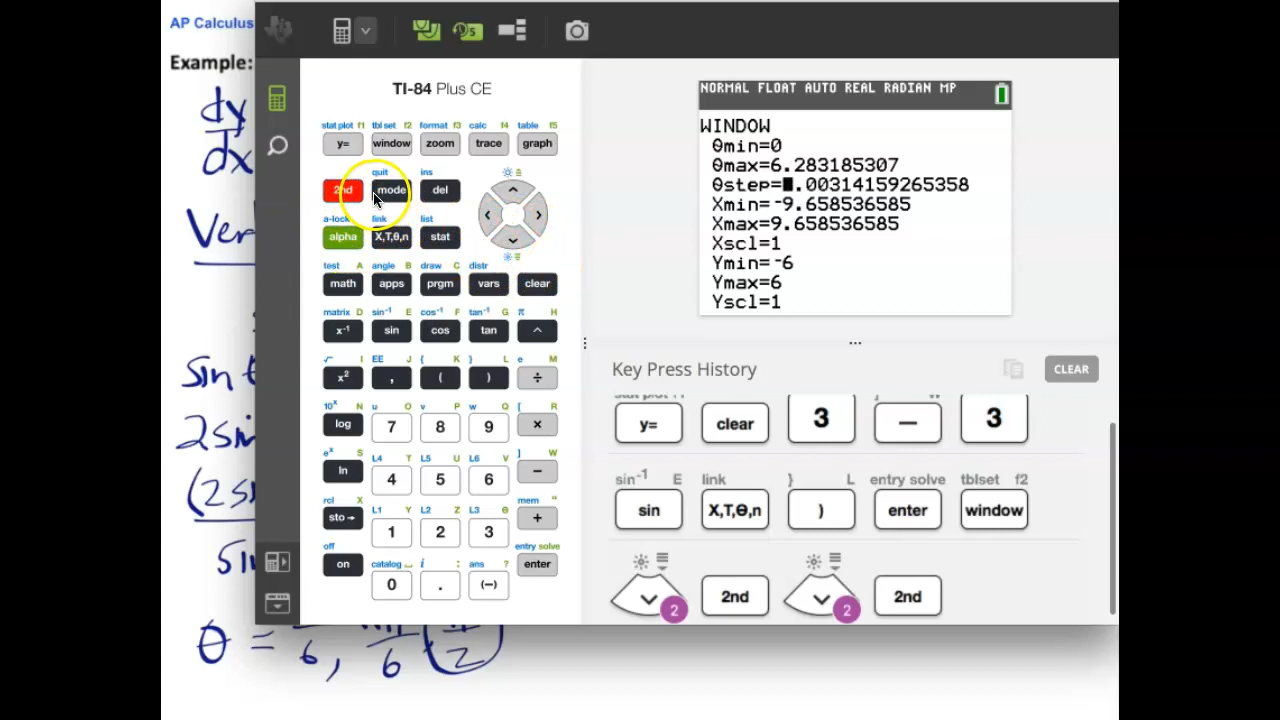 AP Calculus
Example:
dy
dx
Ver
sin
2sin
(2s
sin
θ = 6, 6 2
5
TI-84 Plus CE
stat plot f1 tbl set f2 format f3 calc f4 table f5
y= window zoom trace graph
quit ins
2nd mode del
a-lock link list
alpha X,T,θ,n stat
test A angle B draw C distr
math apps prgm vars clear
matrix D sin⁻¹ E cos⁻¹ F tan⁻¹ G π H
x⁻¹ sin cos tan ^
√ I EE J { K } L e M
x² , ( ) ÷
10ˣ N u O v P w Q [ R
log 7 8 9 ×
eˣ S L4 T L5 U L6 V ] W
ln 4 5 6 −
rcl X L1 Y L2 Z L3 θ mem "
sto→ 1 2 3 +
off catalog i : ans ? entry solve
on 0 . (−) enter
NORMAL FLOAT AUTO REAL RADIAN MP
WINDOW
θmin=0
θmax=6.283185307
θstep=.00314159265358
Xmin=-9.658536585
Xmax=9.658536585
Xscl=1
Ymin=-6
Ymax=6
Yscl=1
Key Press History
CLEAR
y= clear 3 − 3
sin⁻¹ E link } L entry solve tblset f2
sin X,T,θ,n ) enter window
2 2nd 2 2nd